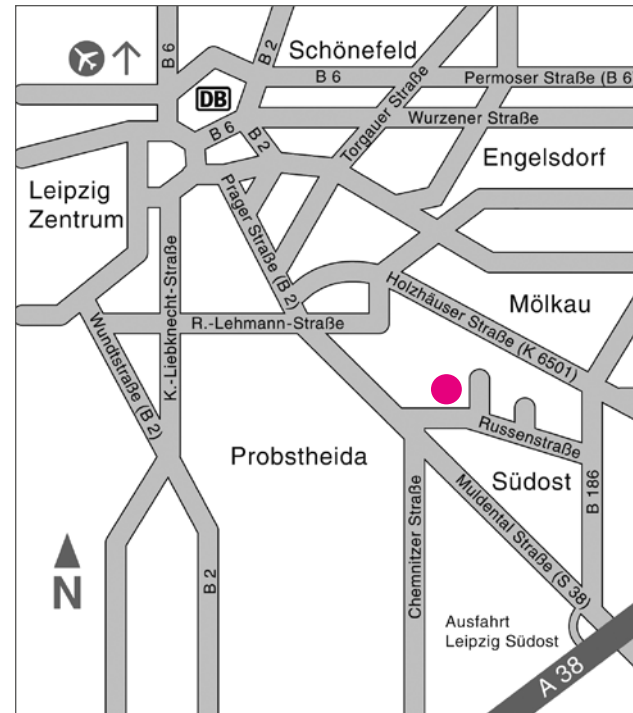 B 6
B 2
Schönefeld
B 6
Permoser Straße (B 6
DB
Torgauer Straße
Wurzener Straße
B 6
B 2
Engelsdorf
Leipzig
Zentrum
Prager Straße (B 2)
K.-Liebknecht-Straße
Holzhäuser Straße (K 6501)
Mölkau
R.-Lehmann-Straße
Wundtstraße (B 2)
Russenstraße
Probstheida
Südost
B 186
Muldental Straße (S 38)
Chemnitzer Straße
B 2
N
Ausfahrt
Leipzig Südost
A 38